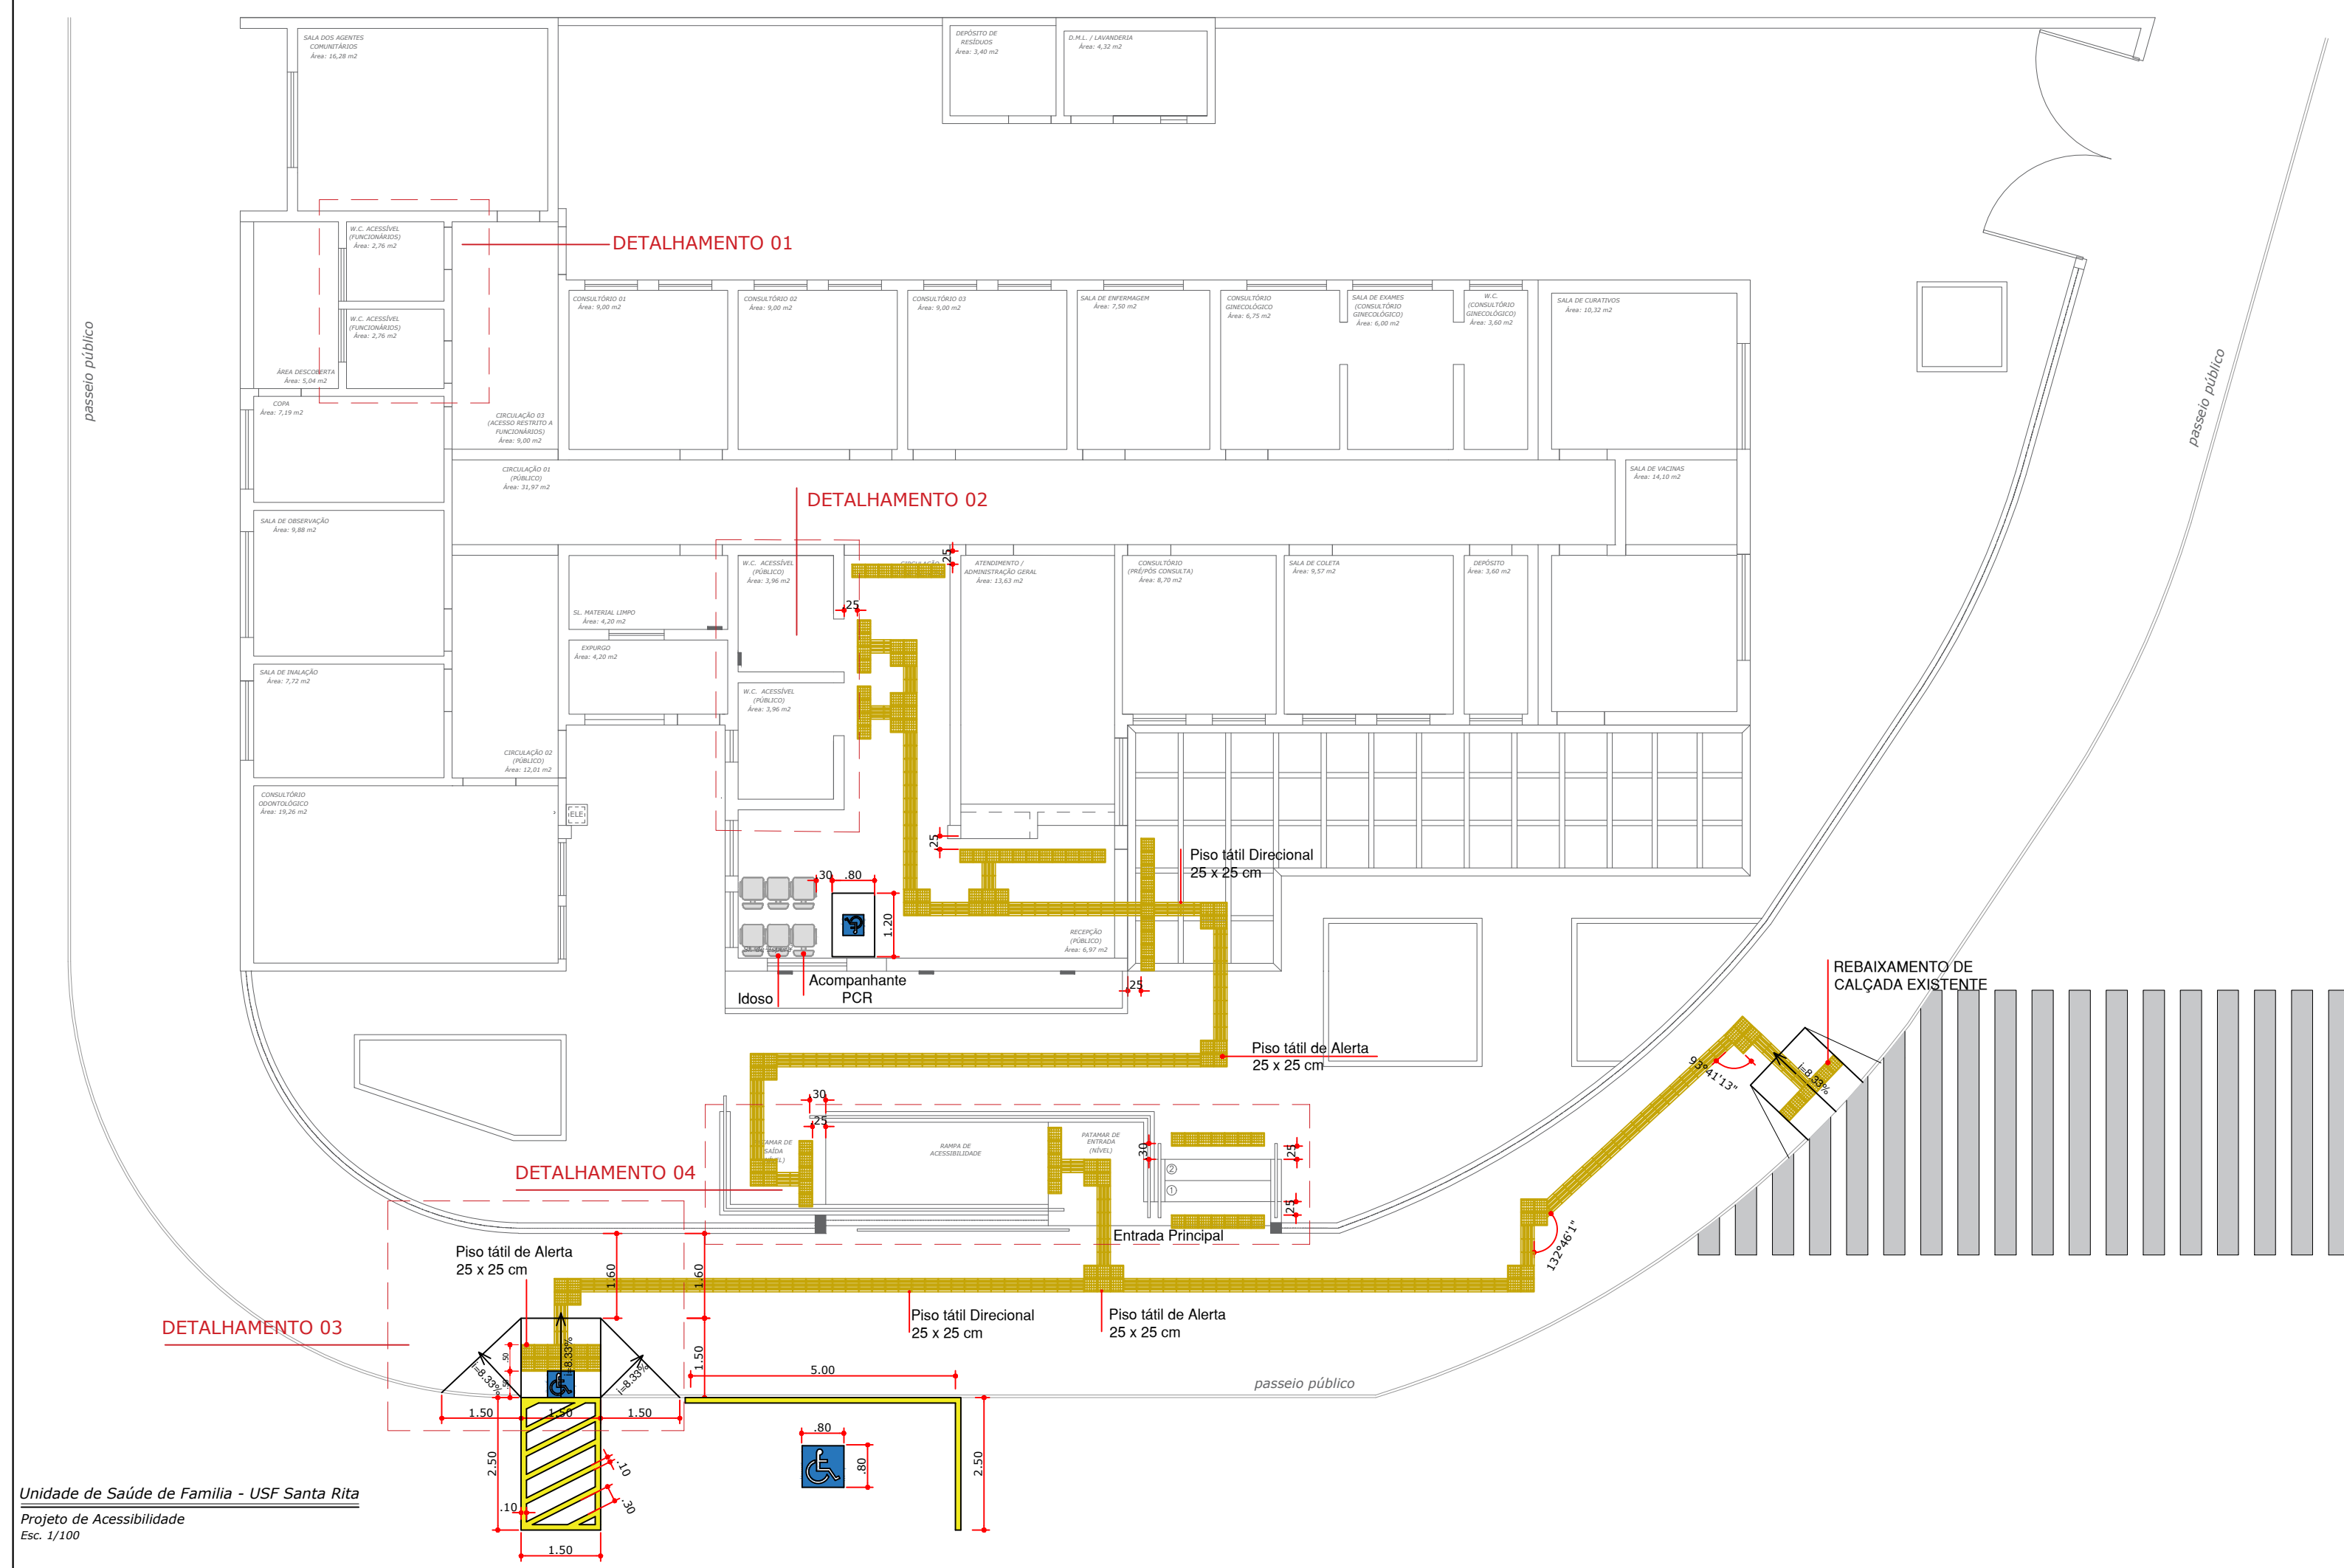 SALA DOS AGENTES
COMUNITÁRIOS
Área: 16,28 m2
DEPÓSITO DE
RESÍDUOS
Área: 3,40 m2
D.M.L. / LAVANDERIA
Área: 4,32 m2
passeio público
W.C. ACESSÍVEL
(FUNCIONÁRIOS)
Área: 2,76 m2
DETALHAMENTO 01
W.C. ACESSÍVEL
(FUNCIONÁRIOS)
Área: 2,76 m2
ÁREA DESCOBERTA
Área: 5,04 m2
CONSULTÓRIO 01
Área: 9,00 m2
CONSULTÓRIO 02
Área: 9,00 m2
CONSULTÓRIO 03
Área: 9,00 m2
SALA DE ENFERMAGEM
Área: 7,50 m2
CONSULTÓRIO
GINECOLÓGICO
Área: 6,75 m2
SALA DE EXAMES
(CONSULTÓRIO
GINECOLÓGICO)
Área: 6,00 m2
W.C.
(CONSULTÓRIO
GINECOLÓGICO)
Área: 3,60 m2
SALA DE CURATIVOS
Área: 10,32 m2
passeio público
COPA
Área: 7,19 m2
CIRCULAÇÃO 03
(ACESSO RESTRITO A
FUNCIONÁRIOS)
Área: 9,00 m2
CIRCULAÇÃO 01
(PÚBLICO)
Área: 31,97 m2
SALA DE VACINAS
Área: 14,10 m2
DETALHAMENTO 02
SALA DE OBSERVAÇÃO
Área: 9,88 m2
W.C. ACESSÍVEL
(PÚBLICO)
Área: 3,96 m2
CIRCULAÇÃO
.25
ATENDIMENTO /
ADMINISTRAÇÃO GERAL
Área: 13,63 m2
CONSULTÓRIO
(PRÉ/PÓS CONSULTA)
Área: 8,70 m2
SALA DE COLETA
Área: 9,57 m2
DEPÓSITO
Área: 3,60 m2
SL. MATERIAL LIMPO
Área: 4,20 m2
.25
EXPURGO
Área: 4,20 m2
SALA DE INALAÇÃO
Área: 7,72 m2
W.C. ACESSÍVEL
(PÚBLICO)
Área: 3,96 m2
CIRCULAÇÃO 02
(PÚBLICO)
Área: 12,01 m2
CONSULTÓRIO
ODONTOLÓGICO
Área: 19,26 m2
ELE
.25
Piso tátil Direcional
25 x 25 cm
.30
.80
1.20
RECEPÇÃO
(PÚBLICO)
Área: 6,97 m2
Idoso
Acompanhante
PCR
.25
REBAIXAMENTO DE
CALÇADA EXISTENTE
Piso tátil de Alerta
25 x 25 cm
93°41'13"
i=8.33%
.30
.25
RAMPA DE
ACESSIBILIDADE
PATAMAR DE
ENTRADA
(NÍVEL)
AMAR DE
SAÍDA
.30
.25
2
1
.25
DETALHAMENTO 04
Entrada Principal
132°46'1"
Piso tátil de Alerta
25 x 25 cm
1.60
1.60
Piso tátil Direcional
25 x 25 cm
Piso tátil de Alerta
25 x 25 cm
DETALHAMENTO 03
.50
i=8.33%
i=8.33%
i=8.33%
1.50
5.00
passeio público
1.50
1.50
1.50
.80
.80
2.50
2.50
.10
.30
.10
1.50
Unidade de Saúde de Familia - USF Santa Rita
Projeto de Acessibilidade
Esc. 1/100